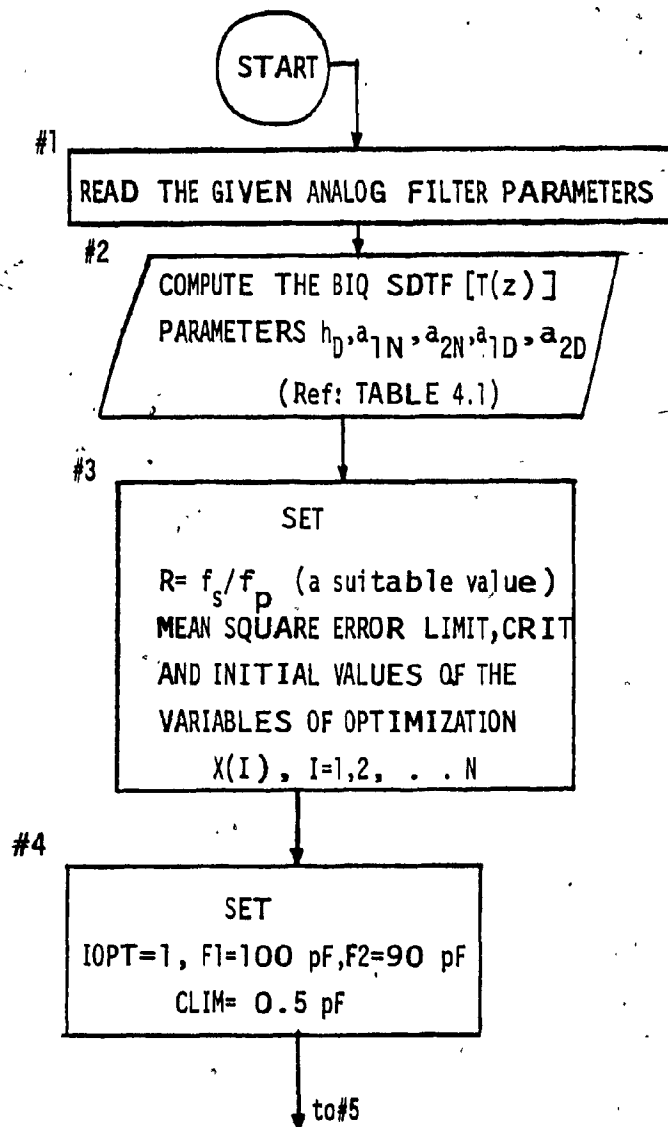 START
#1
READ THE GIVEN ANALOG FILTER PARAMETERS
#2
COMPUTE THE BIQ SDTF [T(z)]
PARAMETERS h_D, a_1N, a_2N, a_1D, a_2D
(Ref: TABLE 4.1)
#3
SET
R= f_s/f_p (a suitable value)
MEAN SQUARE ERROR LIMIT,CRIT
AND INITIAL VALUES OF THE
VARIABLES OF OPTIMIZATION
X(I), I=1,2, . . N
#4
SET
IOPT=1, F1=100 pF,F2=90 pF
CLIM= 0.5 pF
to#5